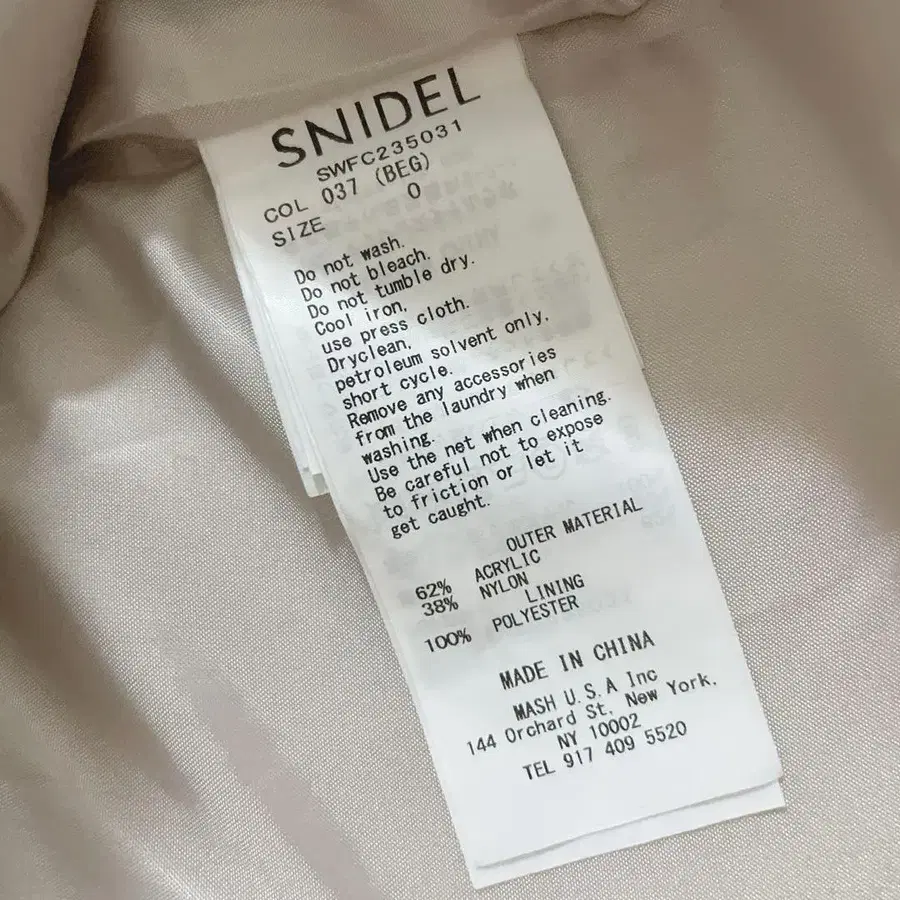 SNIDEL
SWFC235031
COL 037 (BEG)
SIZE 0
Do not wash.
Do not bleach.
Do not tumble dry.
Cool iron,
use press cloth.
Dryclean,
petroleum solvent only,
short cycle.
Remove any accessories
from the laundry when
washing.
Use the net when cleaning.
Be careful not to expose
to friction or let it
get caught.
OUTER MATERIAL
62% ACRYLIC
38% NYLON
LINING
100% POLYESTER
MADE IN CHINA
MASH U.S.A Inc
144 Orchard St. New York.
NY 10002
TEL 917 409 5520